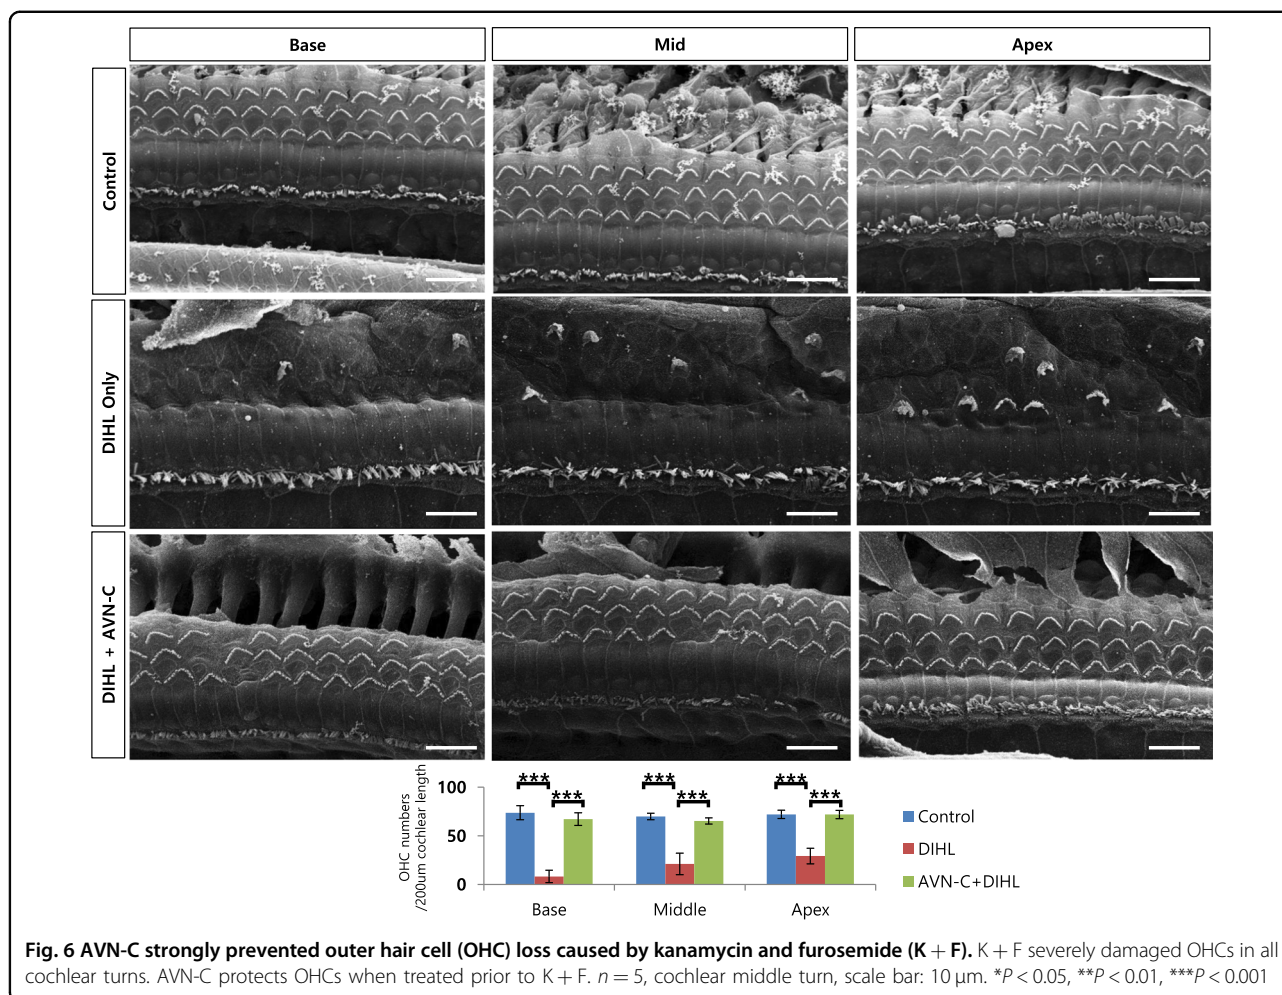 Base Mid Apex
Control
DIHL Only
DIHL + AVN-C
OHC numbers
/200um cochlear length
100
50
0
*** *** ***
*** *** ***
Base Middle Apex
Control
DIHL
AVN-C+DIHL
Fig. 6 AVN-C strongly prevented outer hair cell (OHC) loss caused by kanamycin and furosemide (K + F). K + F severely damaged OHCs in all
cochlear turns. AVN-C protects OHCs when treated prior to K + F. n = 5, cochlear middle turn, scale bar: 10 μm. *P < 0.05, **P < 0.01, ***P < 0.001